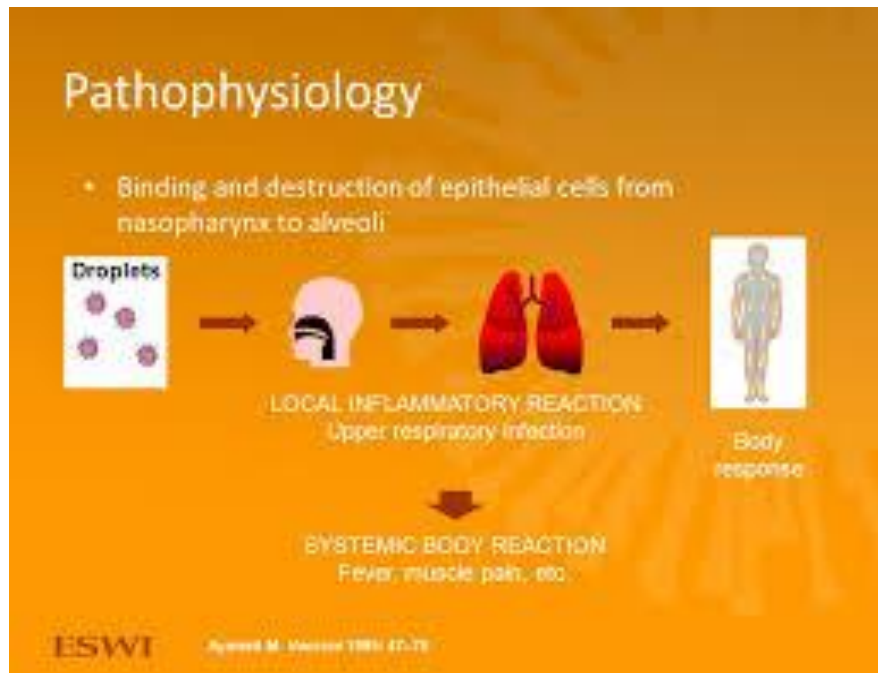 Pathophysiology
• Binding and destruction of epithelial cells from
nasopharynx to alveoli
Droplets
LOCAL INFLAMMATORY REACTION
Upper respiratory infection
Body
response
SYSTEMIC BODY REACTION
Fever, muscle pain, etc.
ESWI